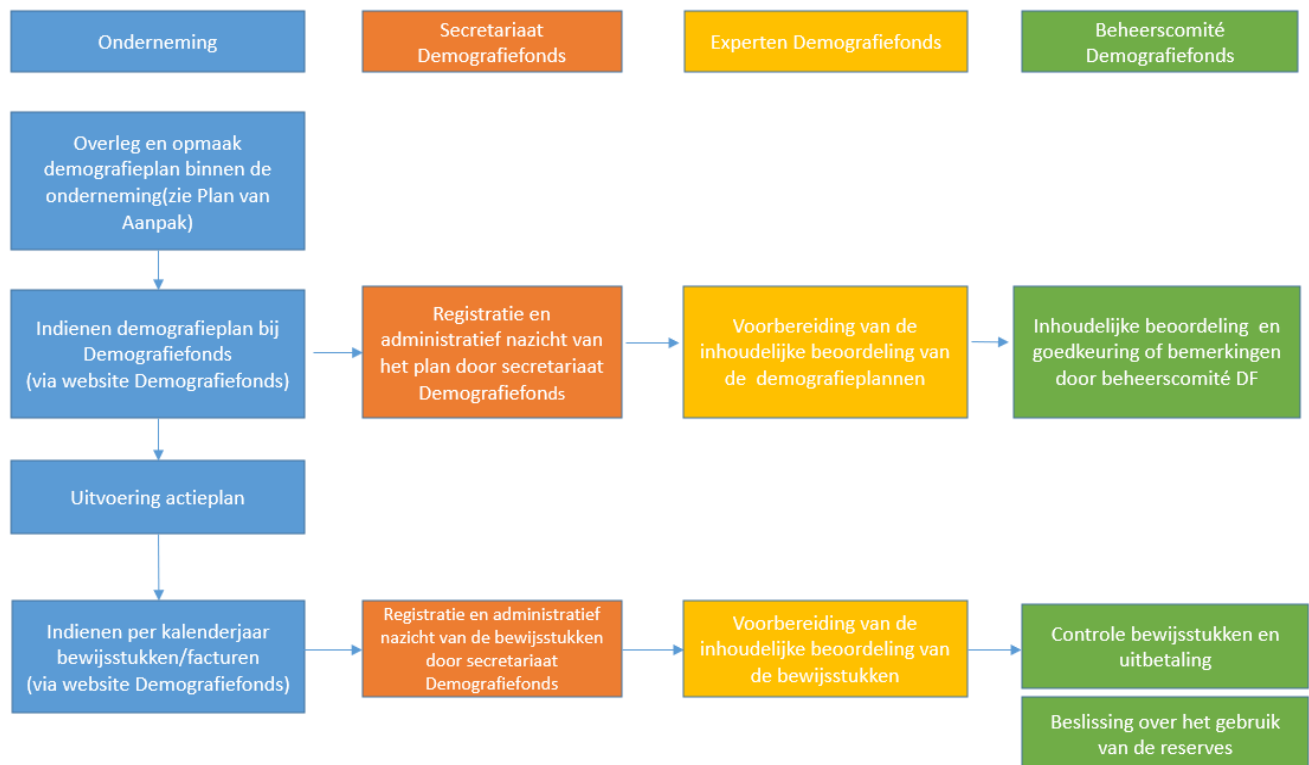 Onderneming
Secretariaat
Demografiefonds
Experten Demografiefonds
Beheerscomité
Demografiefonds
Overleg en opmaak
demografieplan binnen de
onderneming(zie Plan van
Aanpak)
Indienen demografieplan bij
Demografiefonds
(via website Demografiefonds)
Registratie en
administratief nazicht van
het plan door secretariaat
Demografiefonds
Voorbereiding van de
inhoudelijke beoordeling van
de demografieplannen
Inhoudelijke beoordeling en
goedkeuring of bemerkingen
door beheerscomité DF
Uitvoering actieplan
Indienen per kalenderjaar
bewijsstukken/facturen
(via website Demografiefonds)
Registratie en administratief
nazicht van de bewijsstukken
door secretariaat
Demografiefonds
Voorbereiding van de
inhoudelijke beoordeling van
de bewijsstukken
Controle bewijsstukken en
uitbetaling
Beslissing over het gebruik
van de reserves